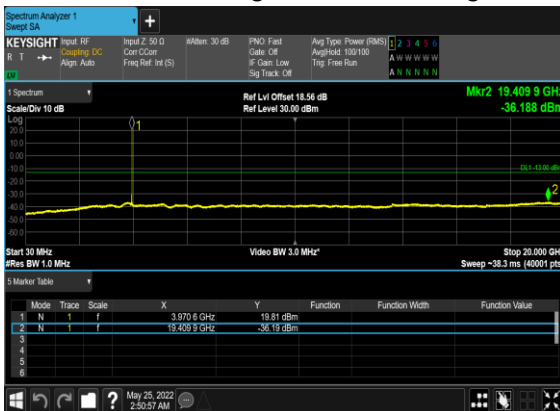 Spectrum Analyzer 1
Swept SA
KEYSIGHT Input: RF Input Z: 50 Ω #Atten: 30 dB PNO: Fast Avg Type: Power (RMS) 1 2 3 4 5 6
R T Coupling: DC Corr CCorr Gate: Off Avg|Hold: 100/100 A W W W W W
Align: Auto Freq Ref: Int (S) IF Gain: Low Trig: Free Run
LV Sig Track: Off A N N N N N
1 Spectrum Ref Lvl Offset 18.56 dB Mkr2 19.409 9 GHz
Scale/Div 10 dB Ref Level 30.00 dBm -36.188 dBm
Log
20.0 1
10.0
0.00
-10.0 DL1 -13.00 dBm
-20.0
-30.0 2
-40.0
-50.0
-60.0
Start 30 MHz Video BW 3.0 MHz* Stop 20.000 GH
#Res BW 1.0 MHz Sweep ~38.3 ms (40001 pts
5 Marker Table
Mode Trace Scale X Y Function Function Width Function Value
1 N 1 f 3.970 6 GHz 19.81 dBm
2 N 1 f 19.409 9 GHz -36.19 dBm
3
4
5
6
? May 25, 2022
2:50:57 AM